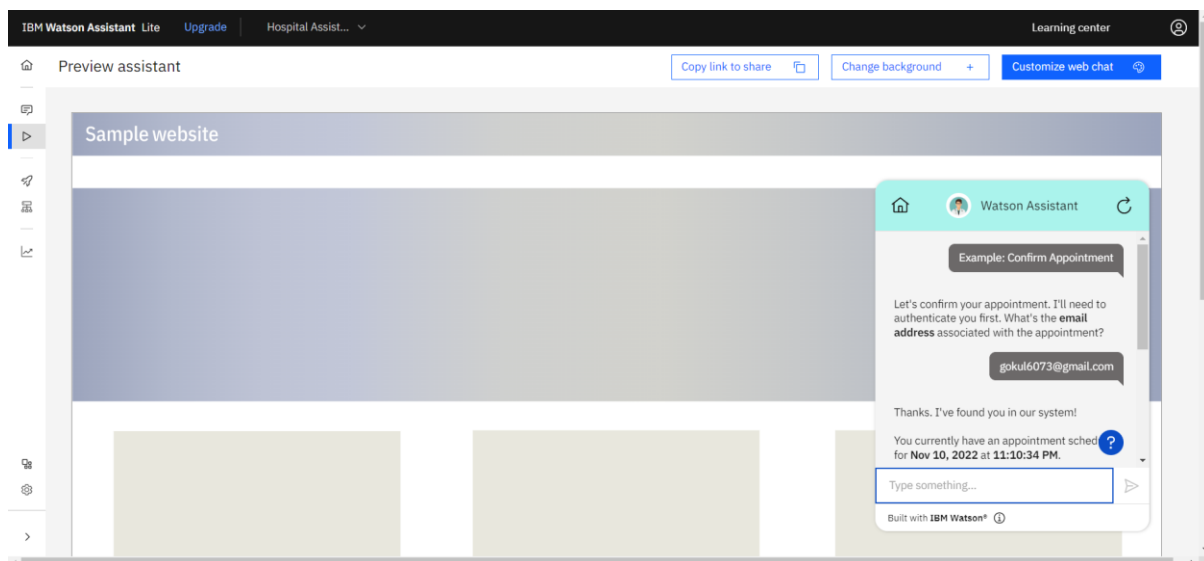 IBM Watson Assistant Lite Upgrade Hospital Assist... Learning center
Preview assistant Copy link to share Change background + Customize web chat
Sample website
Watson Assistant
Example: Confirm Appointment
Let's confirm your appointment. I'll need to
authenticate you first. What's the email
address associated with the appointment?
gokul6073@gmail.com
Thanks. I've found you in our system!
You currently have an appointment sched
?
for Nov 10, 2022 at 11:10:34 PM.
Type something...
Built with IBM Watson®